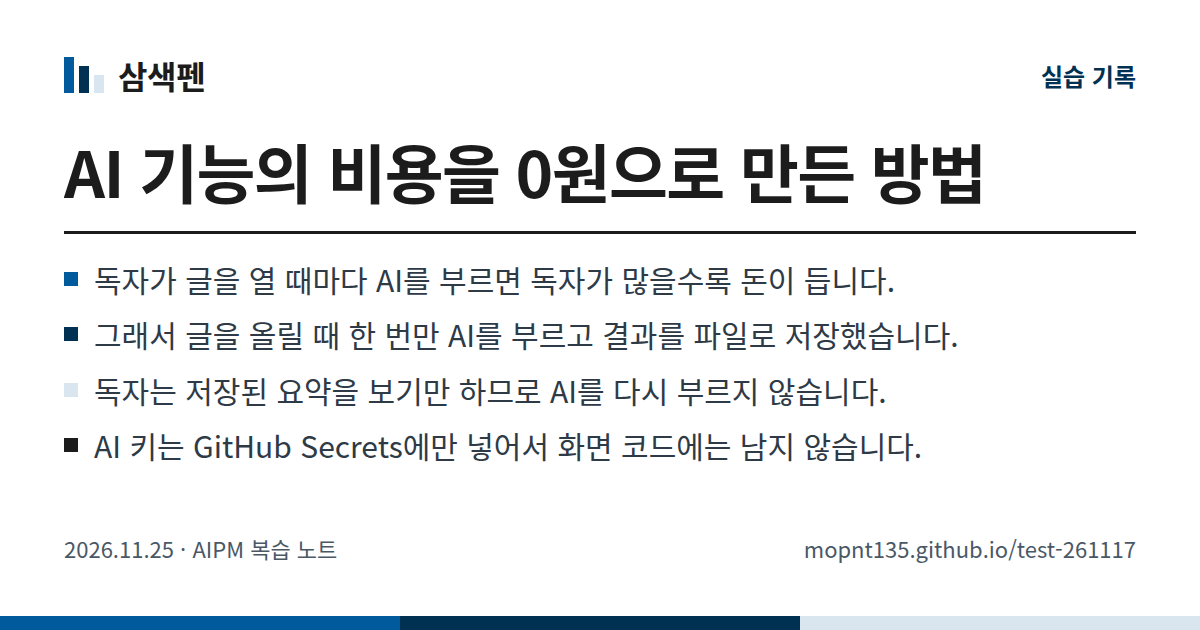 삼색펜
실습 기록
AI 기능의 비용을 0원으로 만든 방법
독자가 글을 열 때마다 AI를 부르면 독자가 많을수록 돈이 듭니다.
그래서 글을 올릴 때 한 번만 AI를 부르고 결과를 파일로 저장했습니다.
독자는 저장된 요약을 보기만 하므로 AI를 다시 부르지 않습니다.
AI 키는 GitHub Secrets에만 넣어서 화면 코드에는 남지 않습니다.
2026.11.25 · AIPM 복습 노트
mopnt135.github.io/test-261117